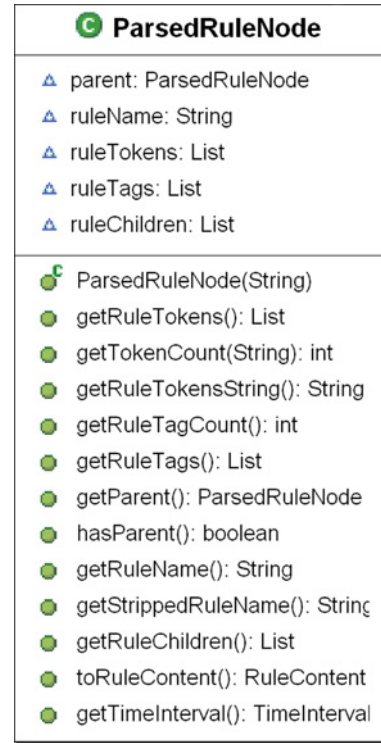 C ParsedRuleNode
parent: ParsedRuleNode
ruleName: String
ruleTokens: List
ruleTags: List
ruleChildren: List
C ParsedRuleNode(String)
getRuleTokens(): List
getTokenCount(String): int
getRuleTokensString(): String
getRuleTagCount(): int
getRuleTags(): List
getParent(): ParsedRuleNode
hasParent(): boolean
getRuleName(): String
getStrippedRuleName(): String
getRuleChildren(): List
toRuleContent(): RuleContent
getTimeInterval(): TimeInterval